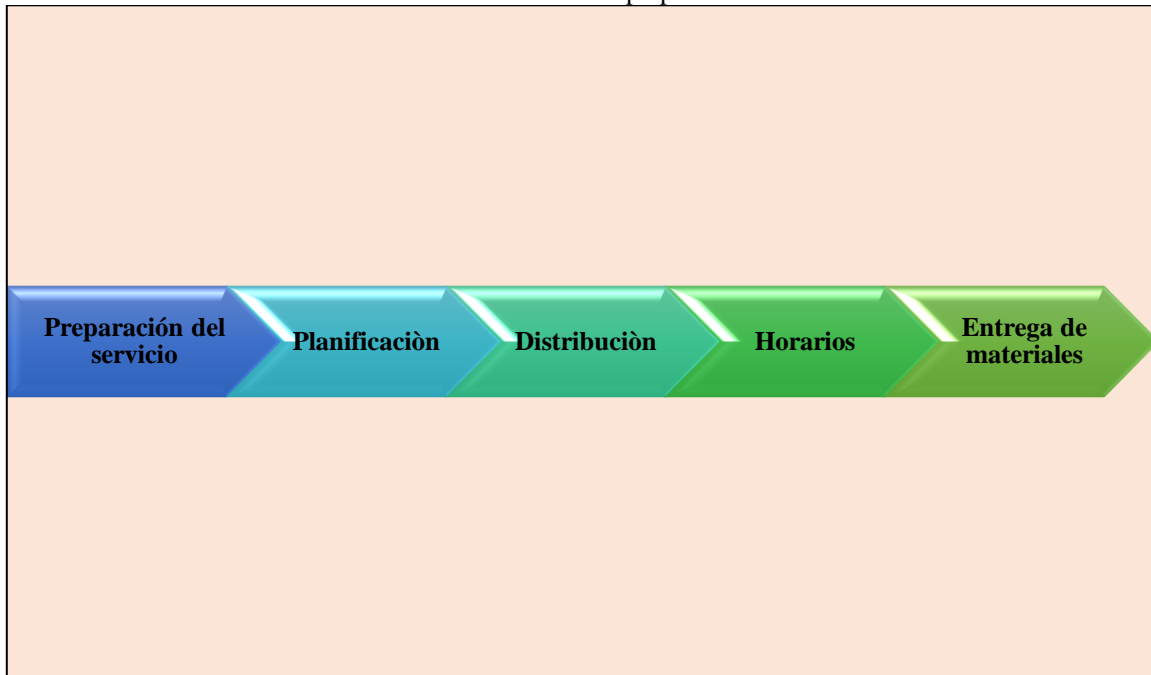 Preparación del
servicio
Planificaciòn
Distribuciòn
Horarios
Entrega de
materiales